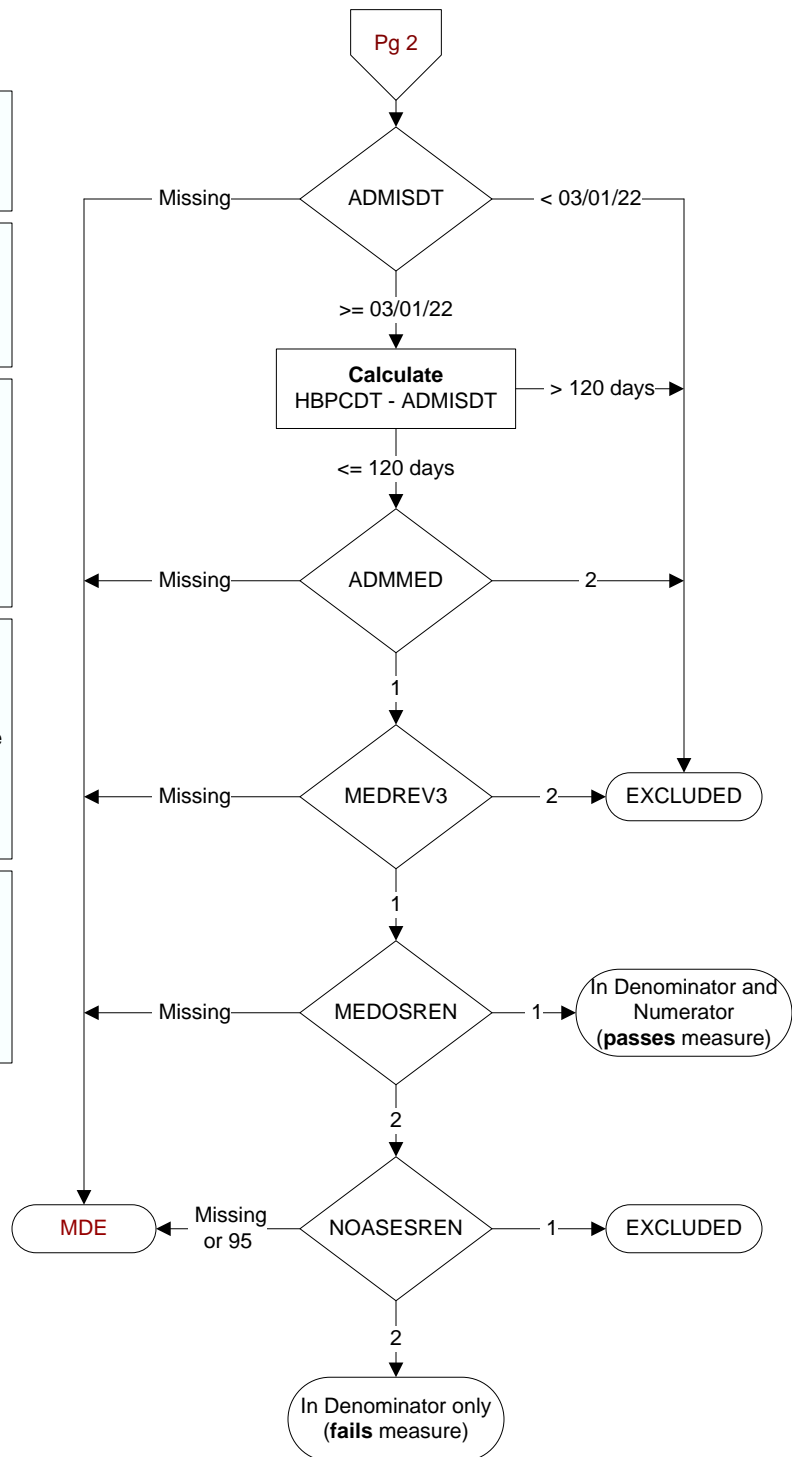 Pg 2
Missing
ADMISDT
< 03/01/22
>= 03/01/22
Calculate
HBPCDT - ADMISDT
> 120 days
<= 120 days
Missing
ADMMED
2
1
Missing
MEDREV3
2
EXCLUDED
1
Missing
MEDOSREN
1
In Denominator and
Numerator
(passes measure)
2
MDE
Missing
or 95
NOASESREN
1
EXCLUDED
2
In Denominator only
(fails measure)